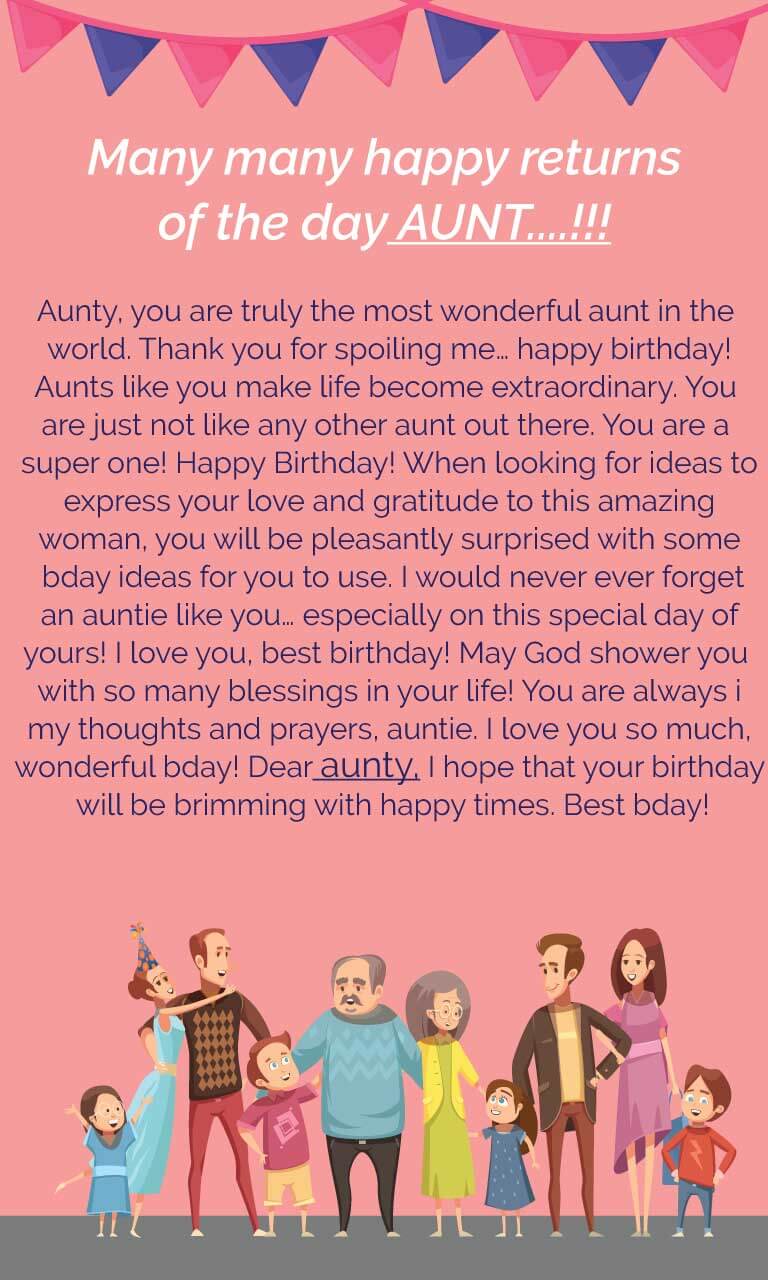 Many many happy returns
of the day AUNT....!!!
Aunty, you are truly the most wonderful aunt in the
world. Thank you for spoiling me… happy birthday!
Aunts like you make life become extraordinary. You
are just not like any other aunt out there. You are a
super one! Happy Birthday! When looking for ideas to
express your love and gratitude to this amazing
woman, you will be pleasantly surprised with some
bday ideas for you to use. I would never ever forget
an auntie like you… especially on this special day of
yours! I love you, best birthday! May God shower you
with so many blessings in your life! You are always i
my thoughts and prayers, auntie. I love you so much,
wonderful bday! Dear aunty, I hope that your birthday
will be brimming with happy times. Best bday!